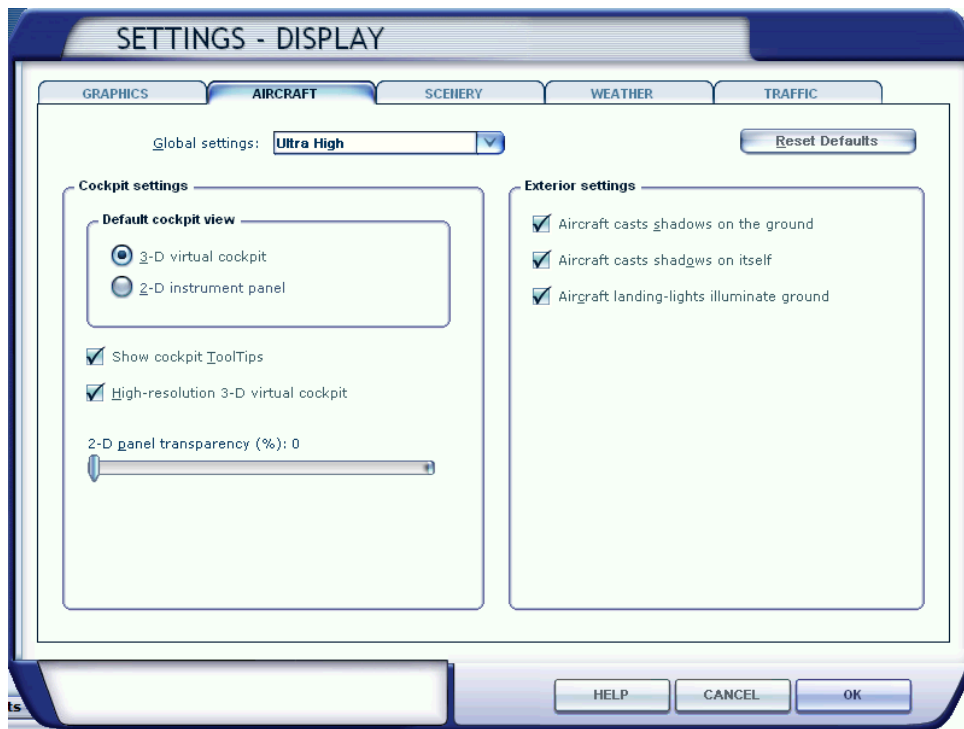 SETTINGS - DISPLAY
GRAPHICS
AIRCRAFT
SCENERY
WEATHER
TRAFFIC
Global settings: Ultra High
Reset Defaults
Cockpit settings
Default cockpit view
3-D virtual cockpit
2-D instrument panel
Show cockpit ToolTips
High-resolution 3-D virtual cockpit
2-D panel transparency (%): 0
Exterior settings
Aircraft casts shadows on the ground
Aircraft casts shadows on itself
Aircraft landing-lights illuminate ground
ts
HELP
CANCEL
OK